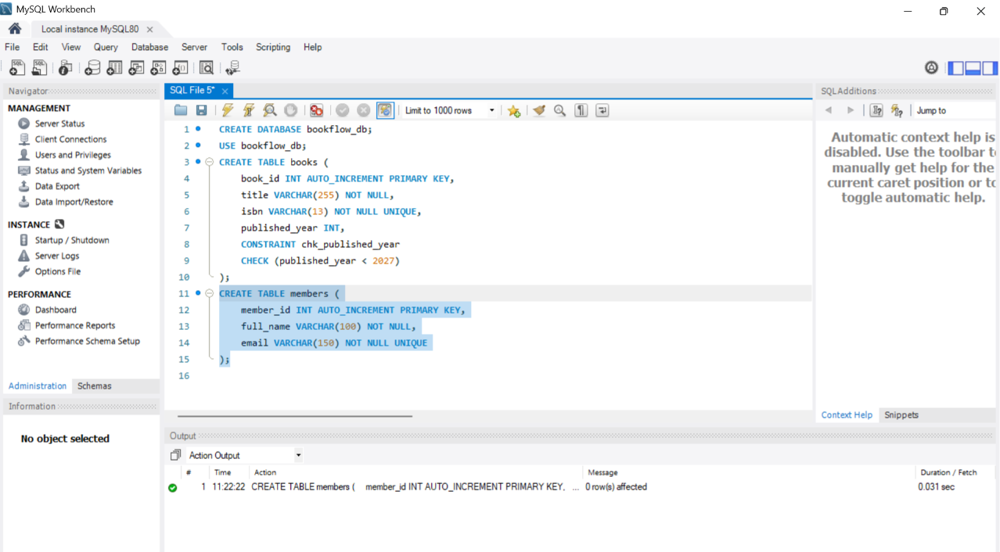 MySQL Workbench
Local instance MySQL80
File Edit View Query Database Server Tools Scripting Help
Navigator
MANAGEMENT
Server Status
Client Connections
Users and Privileges
Status and System Variables
Data Export
Data Import/Restore
INSTANCE
Startup / Shutdown
Server Logs
Options File
PERFORMANCE
Dashboard
Performance Reports
Performance Schema Setup
Administration Schemas
Information
No object selected
SQL File 5*
Limit to 1000 rows
1 CREATE DATABASE bookflow_db;
2 USE bookflow_db;
3 CREATE TABLE books (
4 book_id INT AUTO_INCREMENT PRIMARY KEY,
5 title VARCHAR(255) NOT NULL,
6 isbn VARCHAR(13) NOT NULL UNIQUE,
7 published_year INT,
8 CONSTRAINT chk_published_year
9 CHECK (published_year < 2027)
10 );
11 CREATE TABLE members (
12 member_id INT AUTO_INCREMENT PRIMARY KEY,
13 full_name VARCHAR(100) NOT NULL,
14 email VARCHAR(150) NOT NULL UNIQUE
15 );
16
SQLAdditions
Jump to
Automatic context help is
disabled. Use the toolbar t
manually get help for the
current caret position or to
toggle automatic help.
Context Help Snippets
Output
Action Output
# Time Action Message Duration / Fetch
1 11:22:22 CREATE TABLE members ( member_id INT AUTO_INCREMENT PRIMARY KEY, ... 0 row(s) affected 0.031 sec